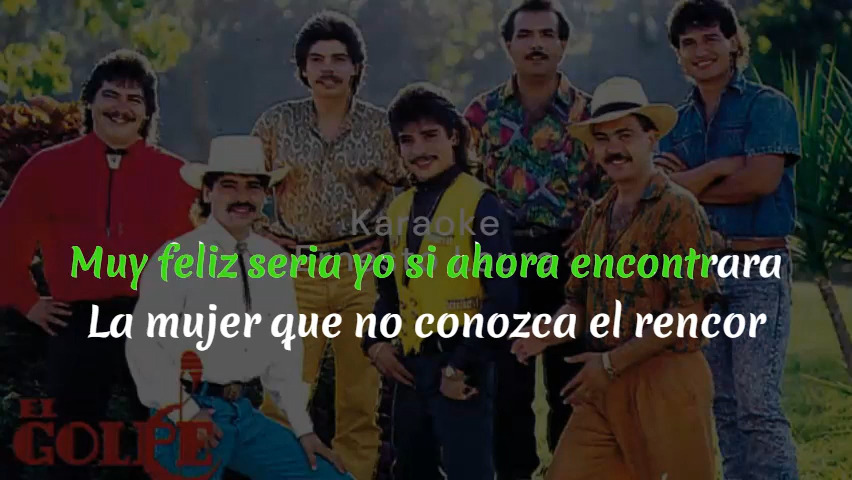 Karaoke
Muy feliz seria yo si ahora encontrara
La mujer que no conozca el rencor
EL
GOLPE